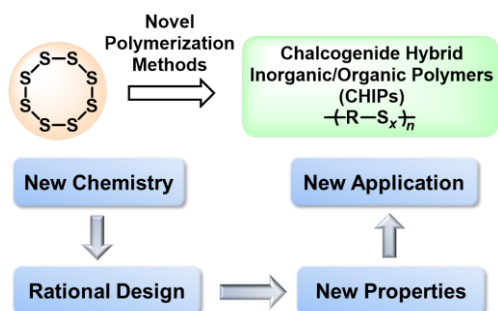 Novel
Polymerization
Methods
S–S
S S
S S
S–S
Chalcogenide Hybrid
Inorganic/Organic Polymers
(CHIPs)
–(R–Sₓ)ₙ–
New Chemistry
New Application
Rational Design
New Properties